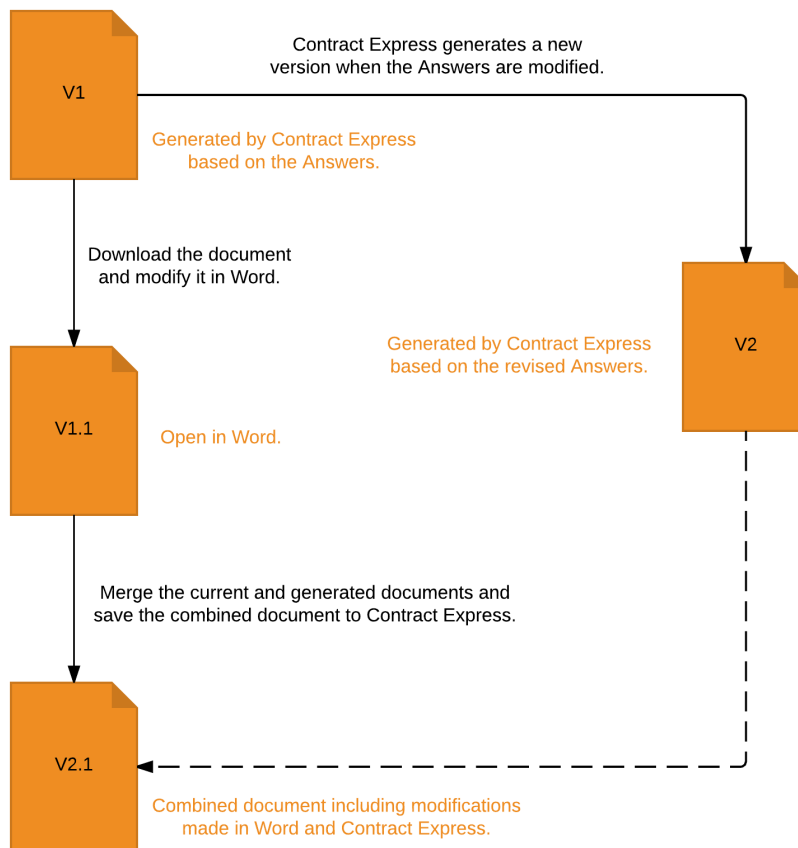 Contract Express generates a new
version when the Answers are modified.
V1
Generated by Contract Express
based on the Answers.
Download the document
and modify it in Word.
Generated by Contract Express
based on the revised Answers.
V2
V1.1
Open in Word.
Merge the current and generated documents and
save the combined document to Contract Express.
V2.1
Combined document including modifications
made in Word and Contract Express.